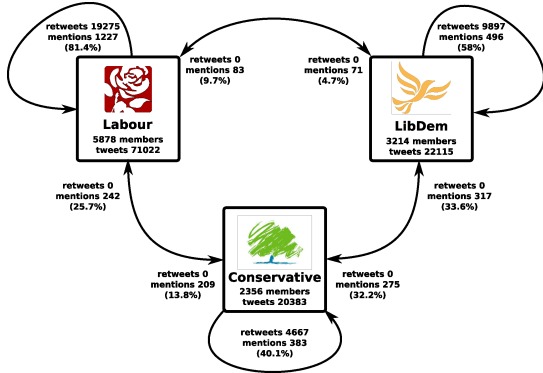 retweets 19275
mentions 1227
(81.4%)
retweets 9897
mentions 496
(58%)
retweets 0
mentions 83
(9.7%)
retweets 0
mentions 71
(4.7%)
Labour
5878 members
tweets 71022
LibDem
3214 members
tweets 22115
retweets 0
mentions 242
(25.7%)
retweets 0
mentions 317
(33.6%)
retweets 0
mentions 209
(13.8%)
Conservative
2356 members
tweets 20383
retweets 0
mentions 275
(32.2%)
retweets 4667
mentions 383
(40.1%)